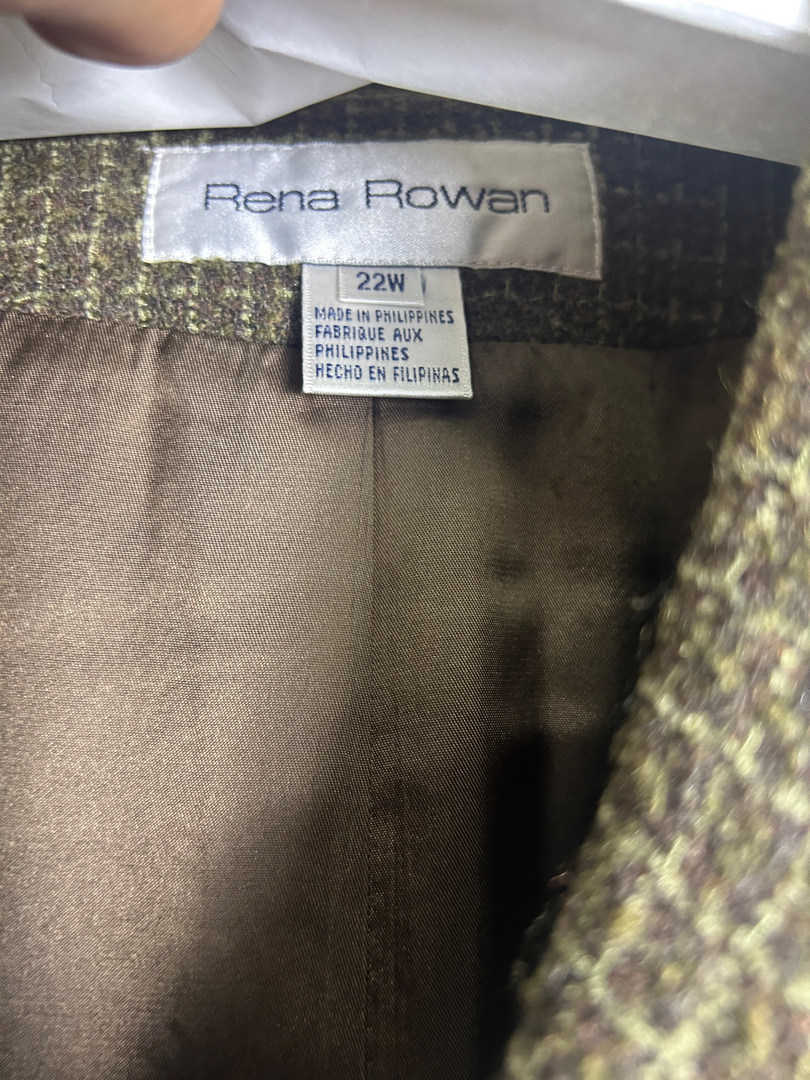 Rena Rowan
22W
MADE IN PHILIPPINES
FABRIQUE AUX
PHILIPPINES
HECHO EN FILIPINAS